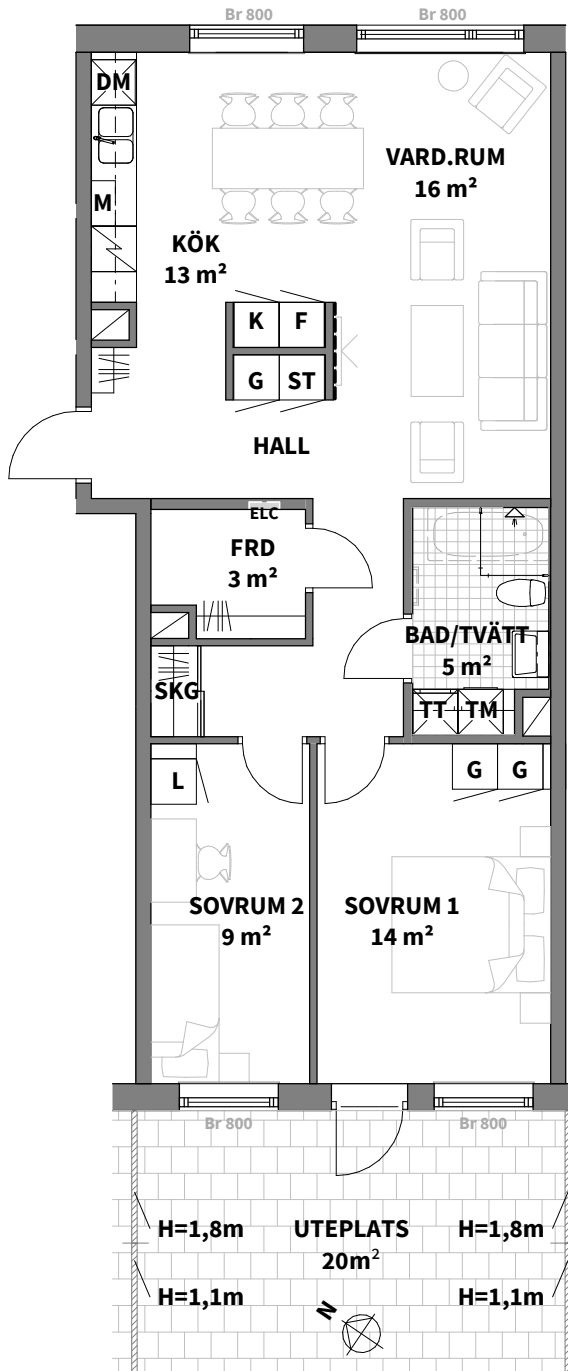 Br 800
Br 800
DM
VARD.RUM
16 m²
M
KÖK
13 m²
K
F
G
ST
HALL
ELC
FRD
3 m²
BAD/TVÄTT
5 m²
SKG
TT
TM
L
G
G
SOVRUM 2
9 m²
SOVRUM 1
14 m²
Br 800
Br 800
H=1,8m
UTEPLATS
H=1,8m
20m²
H=1,1m
H=1,1m
N